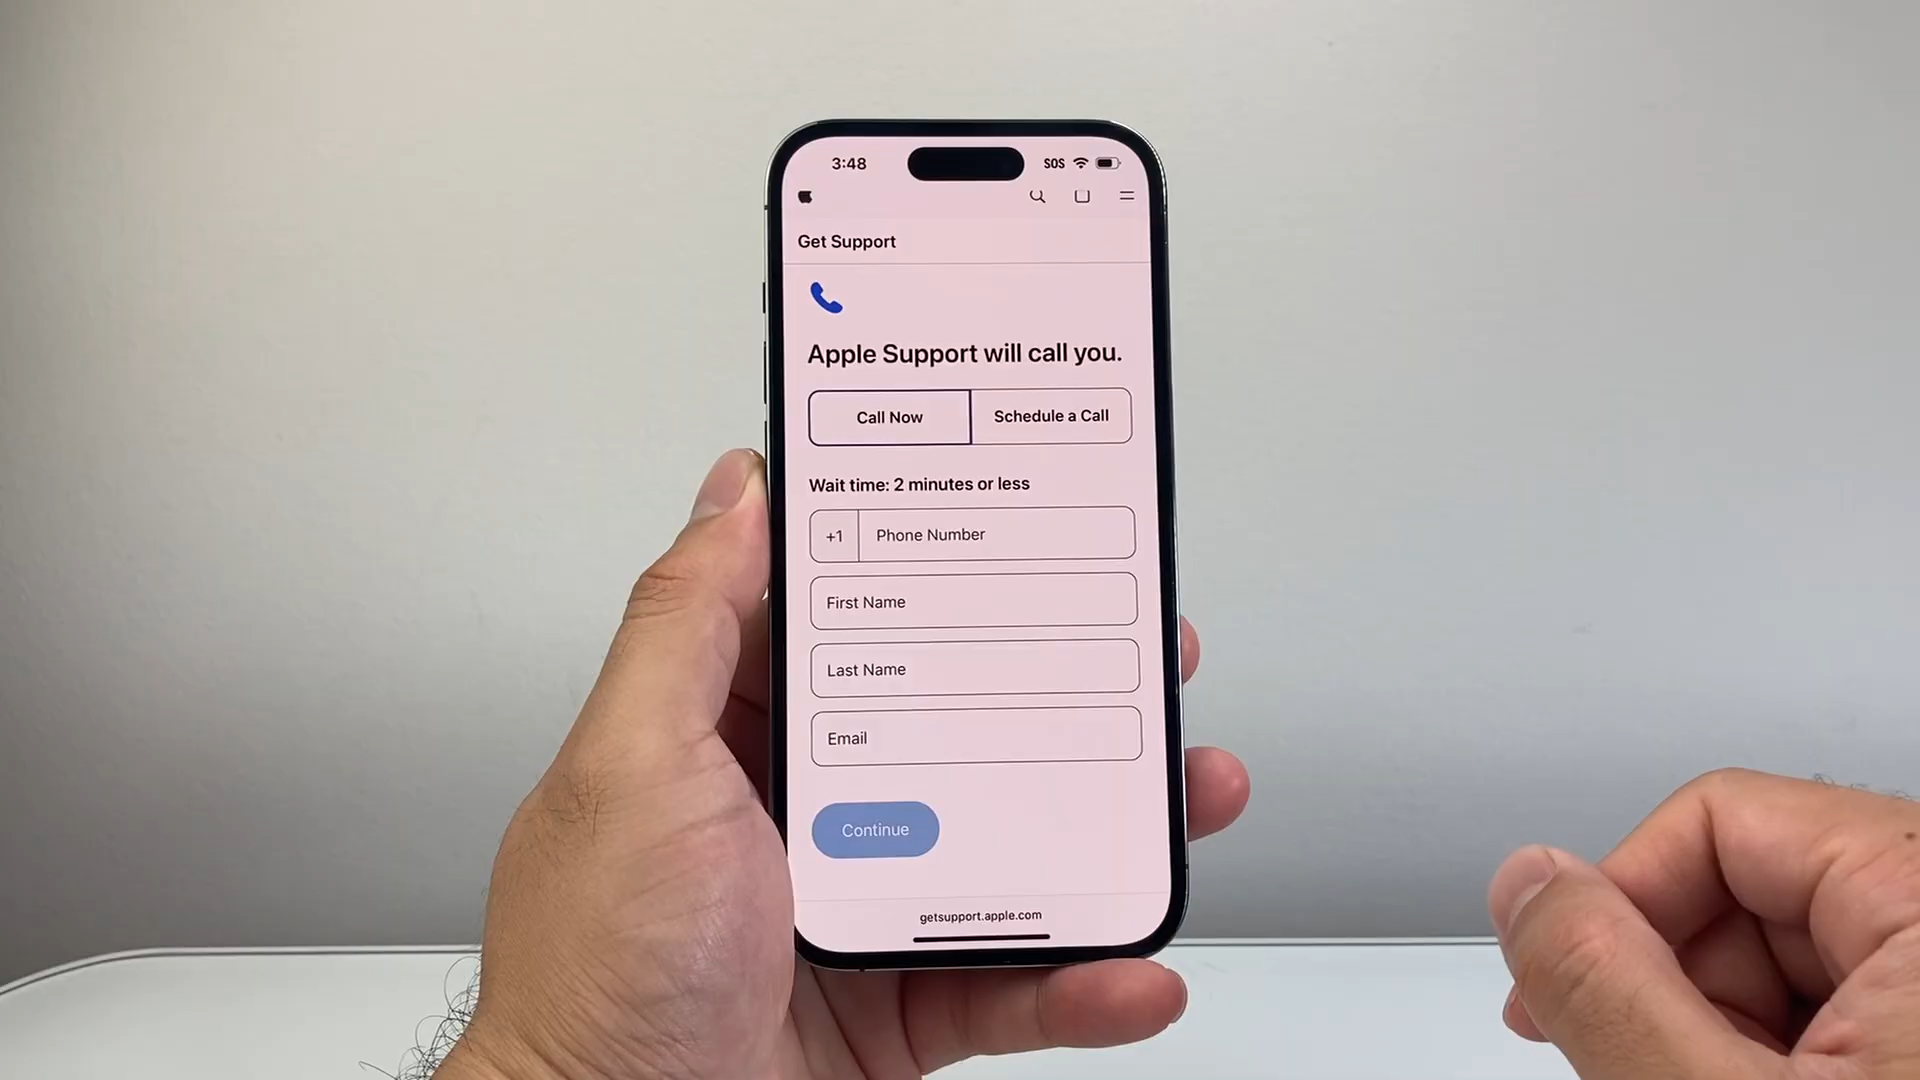 3:48
SOS
Get Support
Apple Support will call you.
Call Now
Schedule a Call
Wait time: 2 minutes or less
+1
Phone Number
First Name
Last Name
Email
Continue
getsupport.apple.com